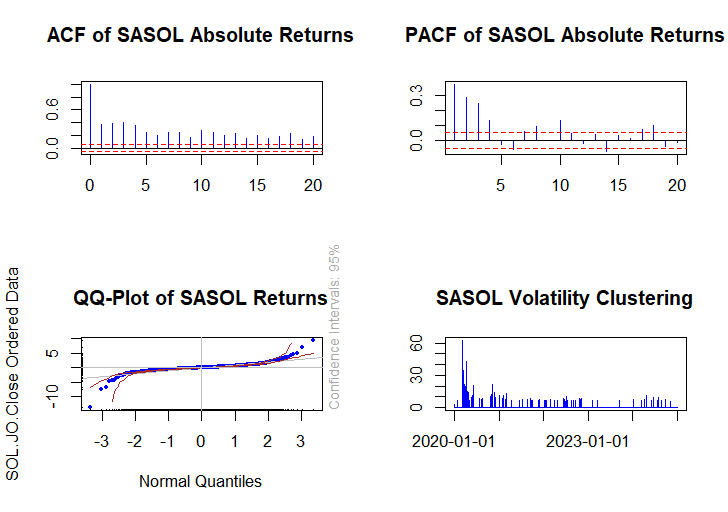 ACF of SASOL Absolute Returns
0.0 0.6
0 5 10 15 20
PACF of SASOL Absolute Returns
0.0 0.3
5 10 15 20
QQ-Plot of SASOL Returns
SOL.JO.Close Ordered Data
-10 5
-3 -2 -1 0 1 2 3
Normal Quantiles
Confidence Intervals: 95%
SASOL Volatility Clustering
0 30 60
2020-01-01 2023-01-01